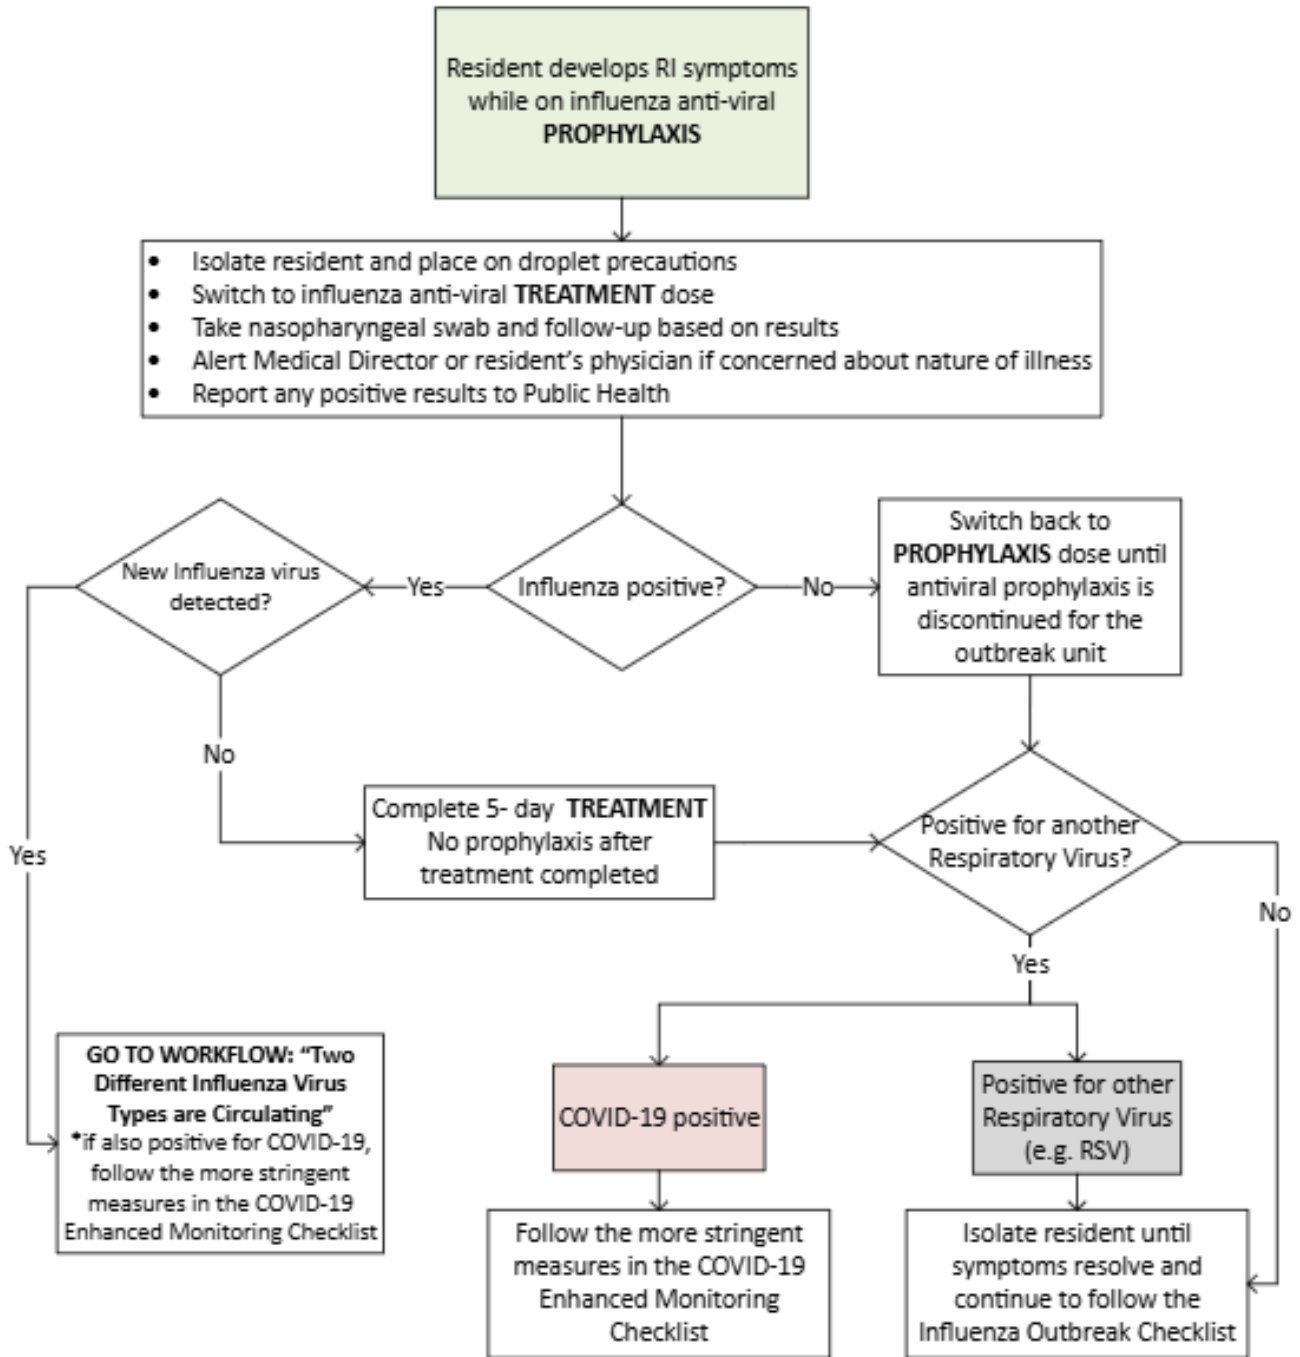 Resident develops RI symptoms
while on influenza anti-viral
PROPHYLAXIS
• Isolate resident and place on droplet precautions
• Switch to influenza anti-viral TREATMENT dose
• Take nasopharyngeal swab and follow-up based on results
• Alert Medical Director or resident's physician if concerned about nature of illness
• Report any positive results to Public Health
Influenza positive?
Yes
No
New Influenza virus
detected?
Switch back to
PROPHYLAXIS dose until
antiviral prophylaxis is
discontinued for the
outbreak unit
No
Yes
Complete 5- day TREATMENT
No prophylaxis after
treatment completed
Positive for another
Respiratory Virus?
No
Yes
GO TO WORKFLOW: “Two
Different Influenza Virus
Types are Circulating”
*if also positive for COVID-19,
follow the more stringent
measures in the COVID-19
Enhanced Monitoring Checklist
COVID-19 positive
Positive for other
Respiratory Virus
(e.g. RSV)
Follow the more stringent
measures in the COVID-19
Enhanced Monitoring
Checklist
Isolate resident until
symptoms resolve and
continue to follow the
Influenza Outbreak Checklist